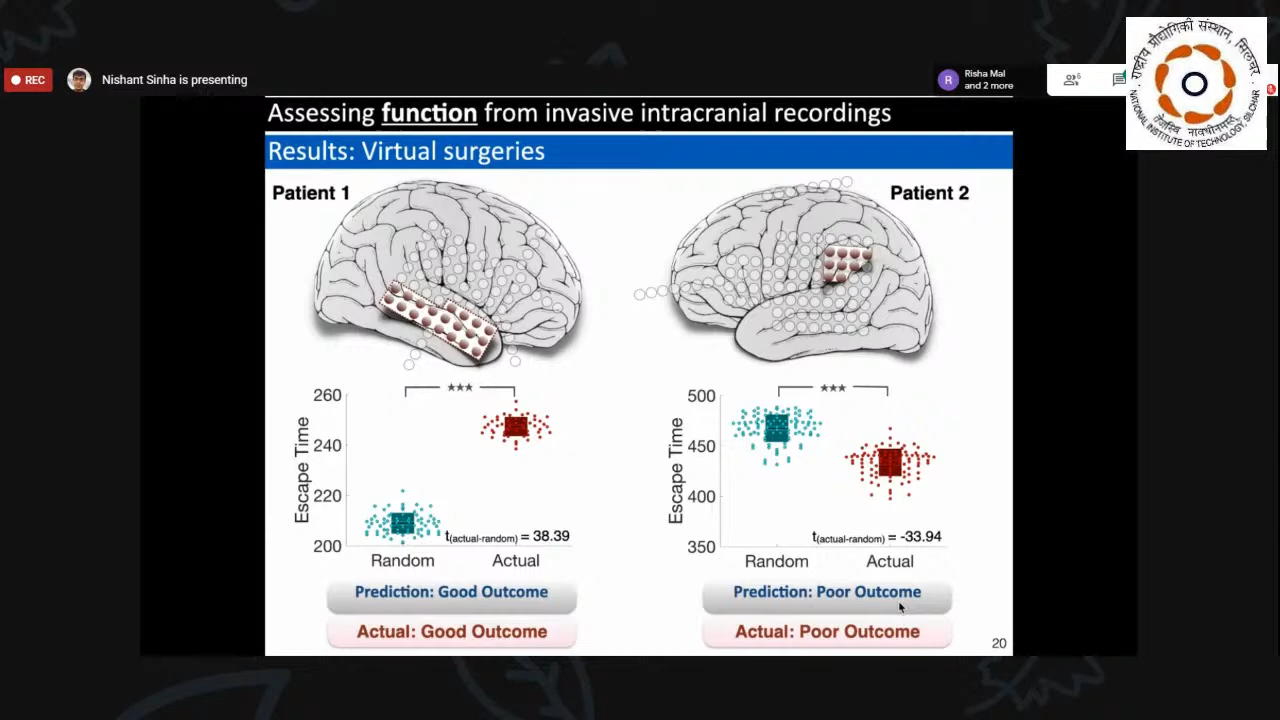 REC
Nishant Sinha is presenting
Risha Mal
and 2 more
R
6
राष्ट्रीय प्रौद्योगिकी संस्थान, सिलचर
NATIONAL INSTITUTE OF TECHNOLOGY, SILCHAR
Assessing function from invasive intracranial recordings
Results: Virtual surgeries
Patient 1
Patient 2
260
240
220
200
Escape Time
***
t(actual-random) = 38.39
Random
Actual
500
450
400
350
Escape Time
***
t(actual-random) = -33.94
Random
Actual
Prediction: Good Outcome
Prediction: Poor Outcome
Actual: Good Outcome
Actual: Poor Outcome
20